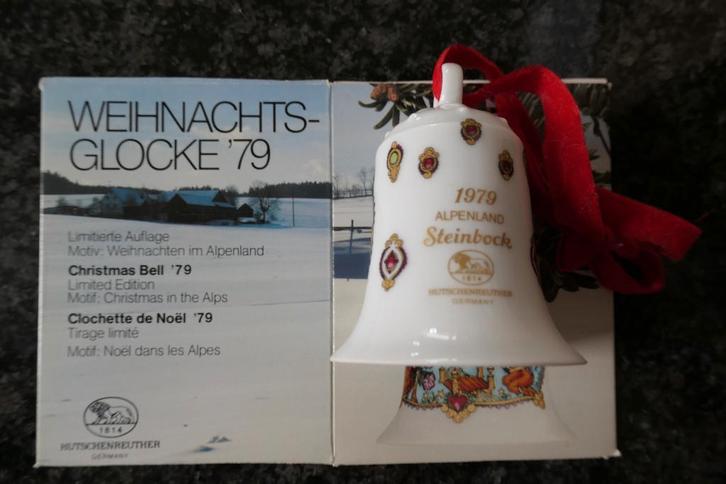 WEIHNACHTS-
GLOCKE '79
Limitierte Auflage
Motiv: Weihnachten im Alpenland
Christmas Bell '79
Limited Edition
Motif: Christmas in the Alps
Clochette de Noël '79
Tirage limité
Motif: Noël dans les Alpes
1814
HUTSCHENREUTHER
GERMANY
1979
ALPENLAND
Steinbock
1814
HUTSCHENREUTHER
GERMANY